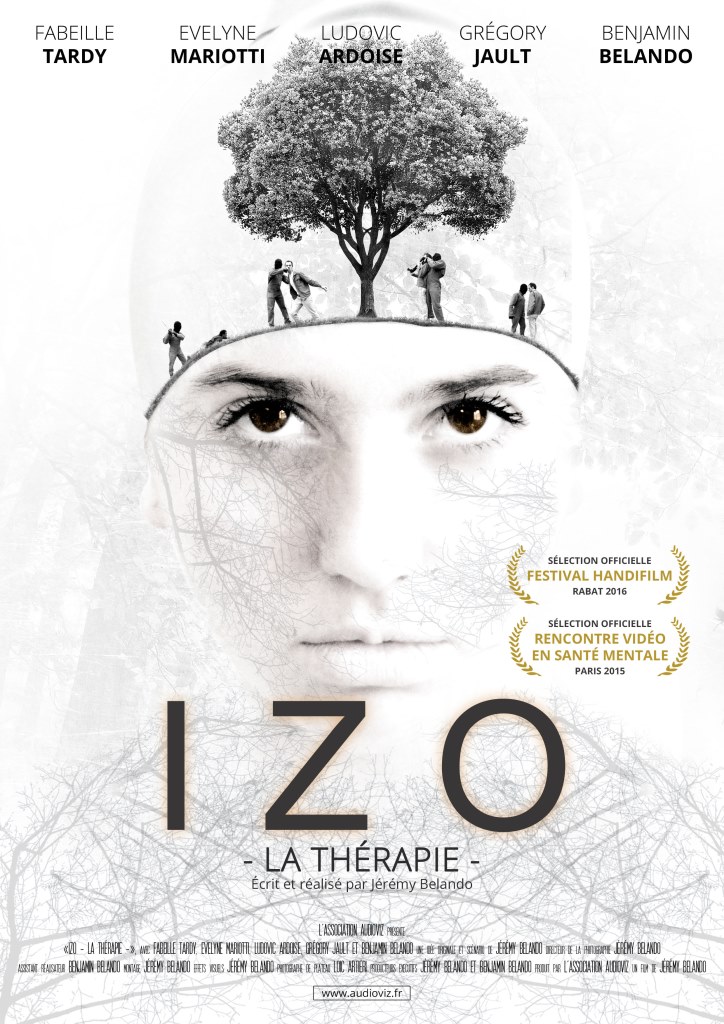 FABEILLE EVELYNE LUDOVIC GRÉGORY BENJAMIN
TARDY MARIOTTI ARDOISE JAULT BELANDO
SÉLECTION OFFICIELLE
FESTIVAL HANDIFILM
RABAT 2016
SÉLECTION OFFICIELLE
RENCONTRE VIDÉO
EN SANTÉ MENTALE
PARIS 2015
IZO
- LA THÉRAPIE -
Écrit et réalisé par Jérémy Belando
L'ASSOCIATION AUDIOVIZ PRÉSENTE
«IZO - LA THÉRAPIE -», AVEC FABEILLE TARDY, EVELYNE MARIOTTI, LUDOVIC ARDOISE, GRÉGORY JAULT ET BENJAMIN BELANDO UNE IDÉE ORIGINALE ET SCÉNARIO DE JÉRÉMY BELANDO DIRECTEUR DE LA PHOTOGRAPHIE JÉRÉMY BELANDO
ASSISTANT RÉALISATEUR BENJAMIN BELANDO MONTAGE JÉRÉMY BELANDO EFFETS VISUELS JÉRÉMY BELANDO PHOTOGRAPHE DE PLATEAU LOIC ARTIERI PRODUCTEURS EXÉCUTIFS JÉRÉMY BELANDO ET BENJAMIN BELANDO PRODUIT PAR L'ASSOCIATION AUDIOVIZ UN FILM DE JÉRÉMY BELANDO
www.audioviz.fr